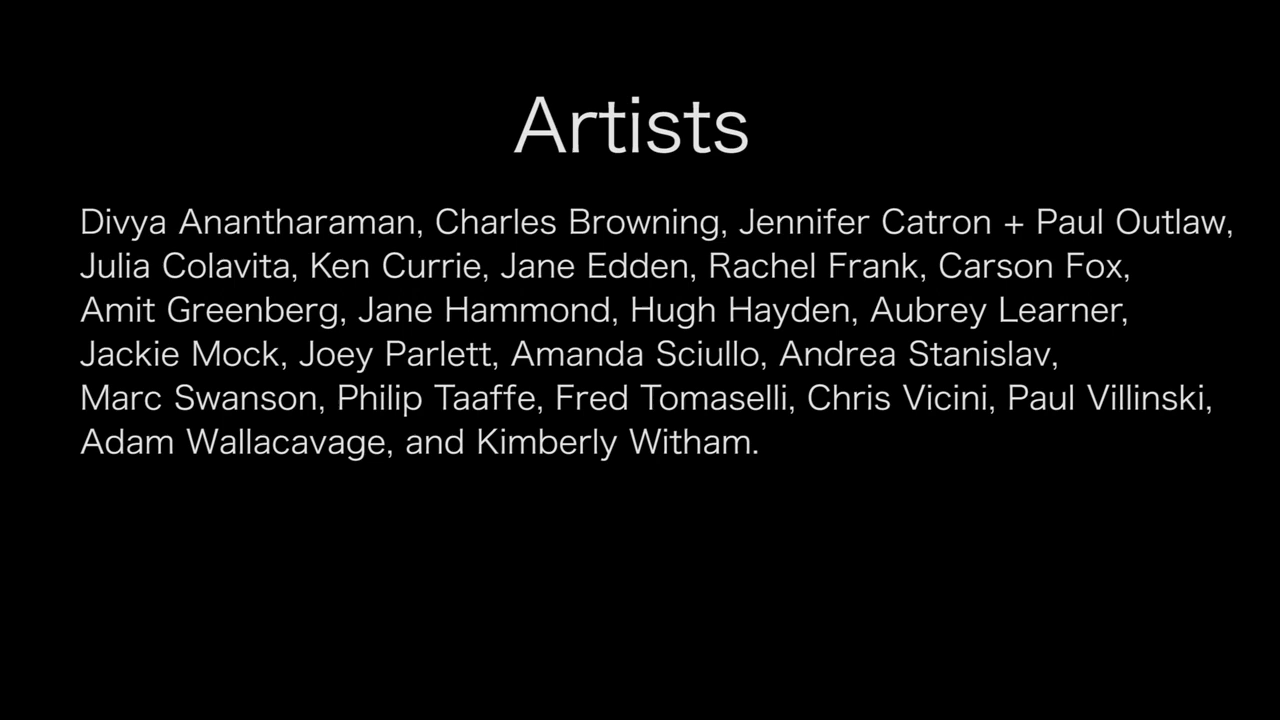 Artists
Divya Anantharaman, Charles Browning, Jennifer Catron + Paul Outlaw,
Julia Colavita, Ken Currie, Jane Edden, Rachel Frank, Carson Fox,
Amit Greenberg, Jane Hammond, Hugh Hayden, Aubrey Learner,
Jackie Mock, Joey Parlett, Amanda Sciullo, Andrea Stanislav,
Marc Swanson, Philip Taaffe, Fred Tomaselli, Chris Vicini, Paul Villinski,
Adam Wallacavage, and Kimberly Witham.